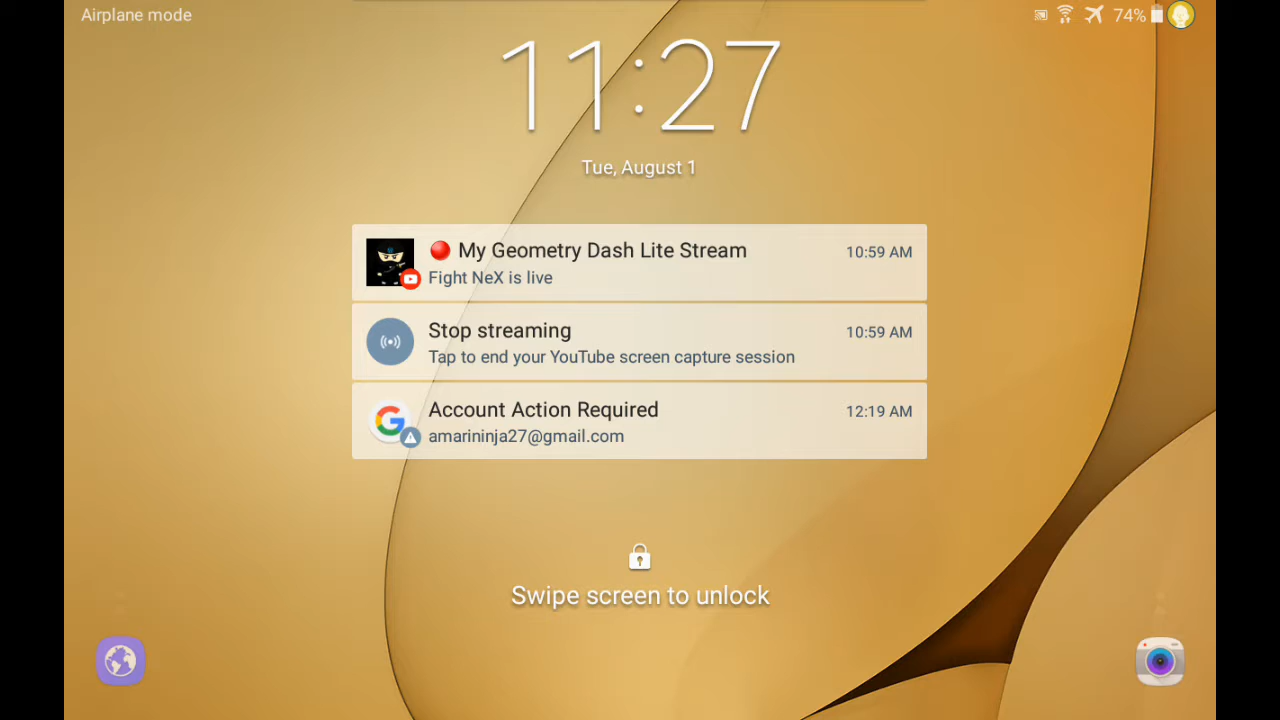 Airplane mode
74%
11:27
Tue, August 1
My Geometry Dash Lite Stream
10:59 AM
Fight NeX is live
Stop streaming
10:59 AM
Tap to end your YouTube screen capture session
Account Action Required
12:19 AM
amarininja27@gmail.com
Swipe screen to unlock